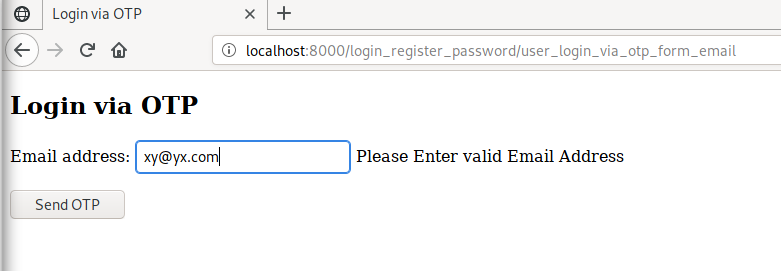 Login via OTP
localhost:8000/login_register_password/user_login_via_otp_form_email
Login via OTP
Email address: xy@yx.com Please Enter valid Email Address
Send OTP